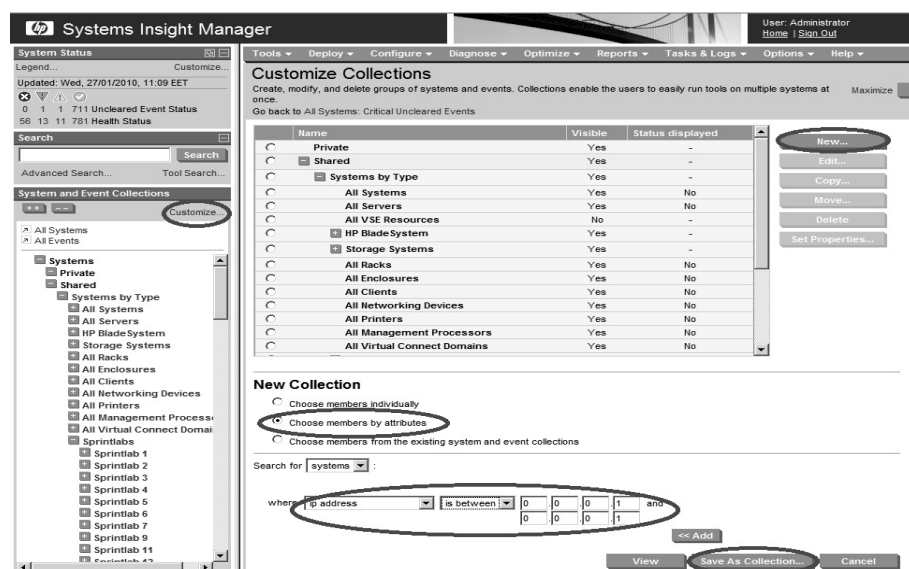 hp Systems Insight Manager
User: Administrator
Home | Sign Out
System Status
Legend... Customize...
Updated: Wed, 27/01/2010, 11:09 EET
0 1 1 711 Uncleared Event Status
56 13 11 781 Health Status
Search
Search
Advanced Search... Tool Search...
System and Event Collections
++ -- Customize...
All Systems
All Events
Systems
Private
Shared
Systems by Type
All Systems
All Servers
HP BladeSystem
Storage Systems
All Racks
All Enclosures
All Clients
All Networking Devices
All Printers
All Management Process
All Virtual Connect Domai
Sprintlabs
Sprintlab 1
Sprintlab 2
Sprintlab 3
Sprintlab 4
Sprintlab 5
Sprintlab 6
Sprintlab 7
Sprintlab 9
Sprintlab 11
Sprintlab 12
Tools Deploy Configure Diagnose Optimize Reports Tasks & Logs Options Help
Customize Collections
Create, modify, and delete groups of systems and events. Collections enable the users to easily run tools on multiple systems at once.
Maximize
Go back to All Systems: Critical Uncleared Events
Name Visible Status displayed
Private Yes -
Shared Yes -
Systems by Type Yes -
All Systems Yes No
All Servers Yes No
All VSE Resources No -
HP BladeSystem Yes -
Storage Systems Yes -
All Racks Yes No
All Enclosures Yes No
All Clients Yes No
All Networking Devices Yes No
All Printers Yes No
All Management Processors Yes No
All Virtual Connect Domains Yes No
New...
Edit...
Copy...
Move...
Delete
Set Properties...
New Collection
Choose members individually
Choose members by attributes
Choose members from the existing system and event collections
Search for systems :
where ip address is between 0 .0 .0 .1 and
0 .0 .0 .1
<< Add
View Save As Collection... Cancel